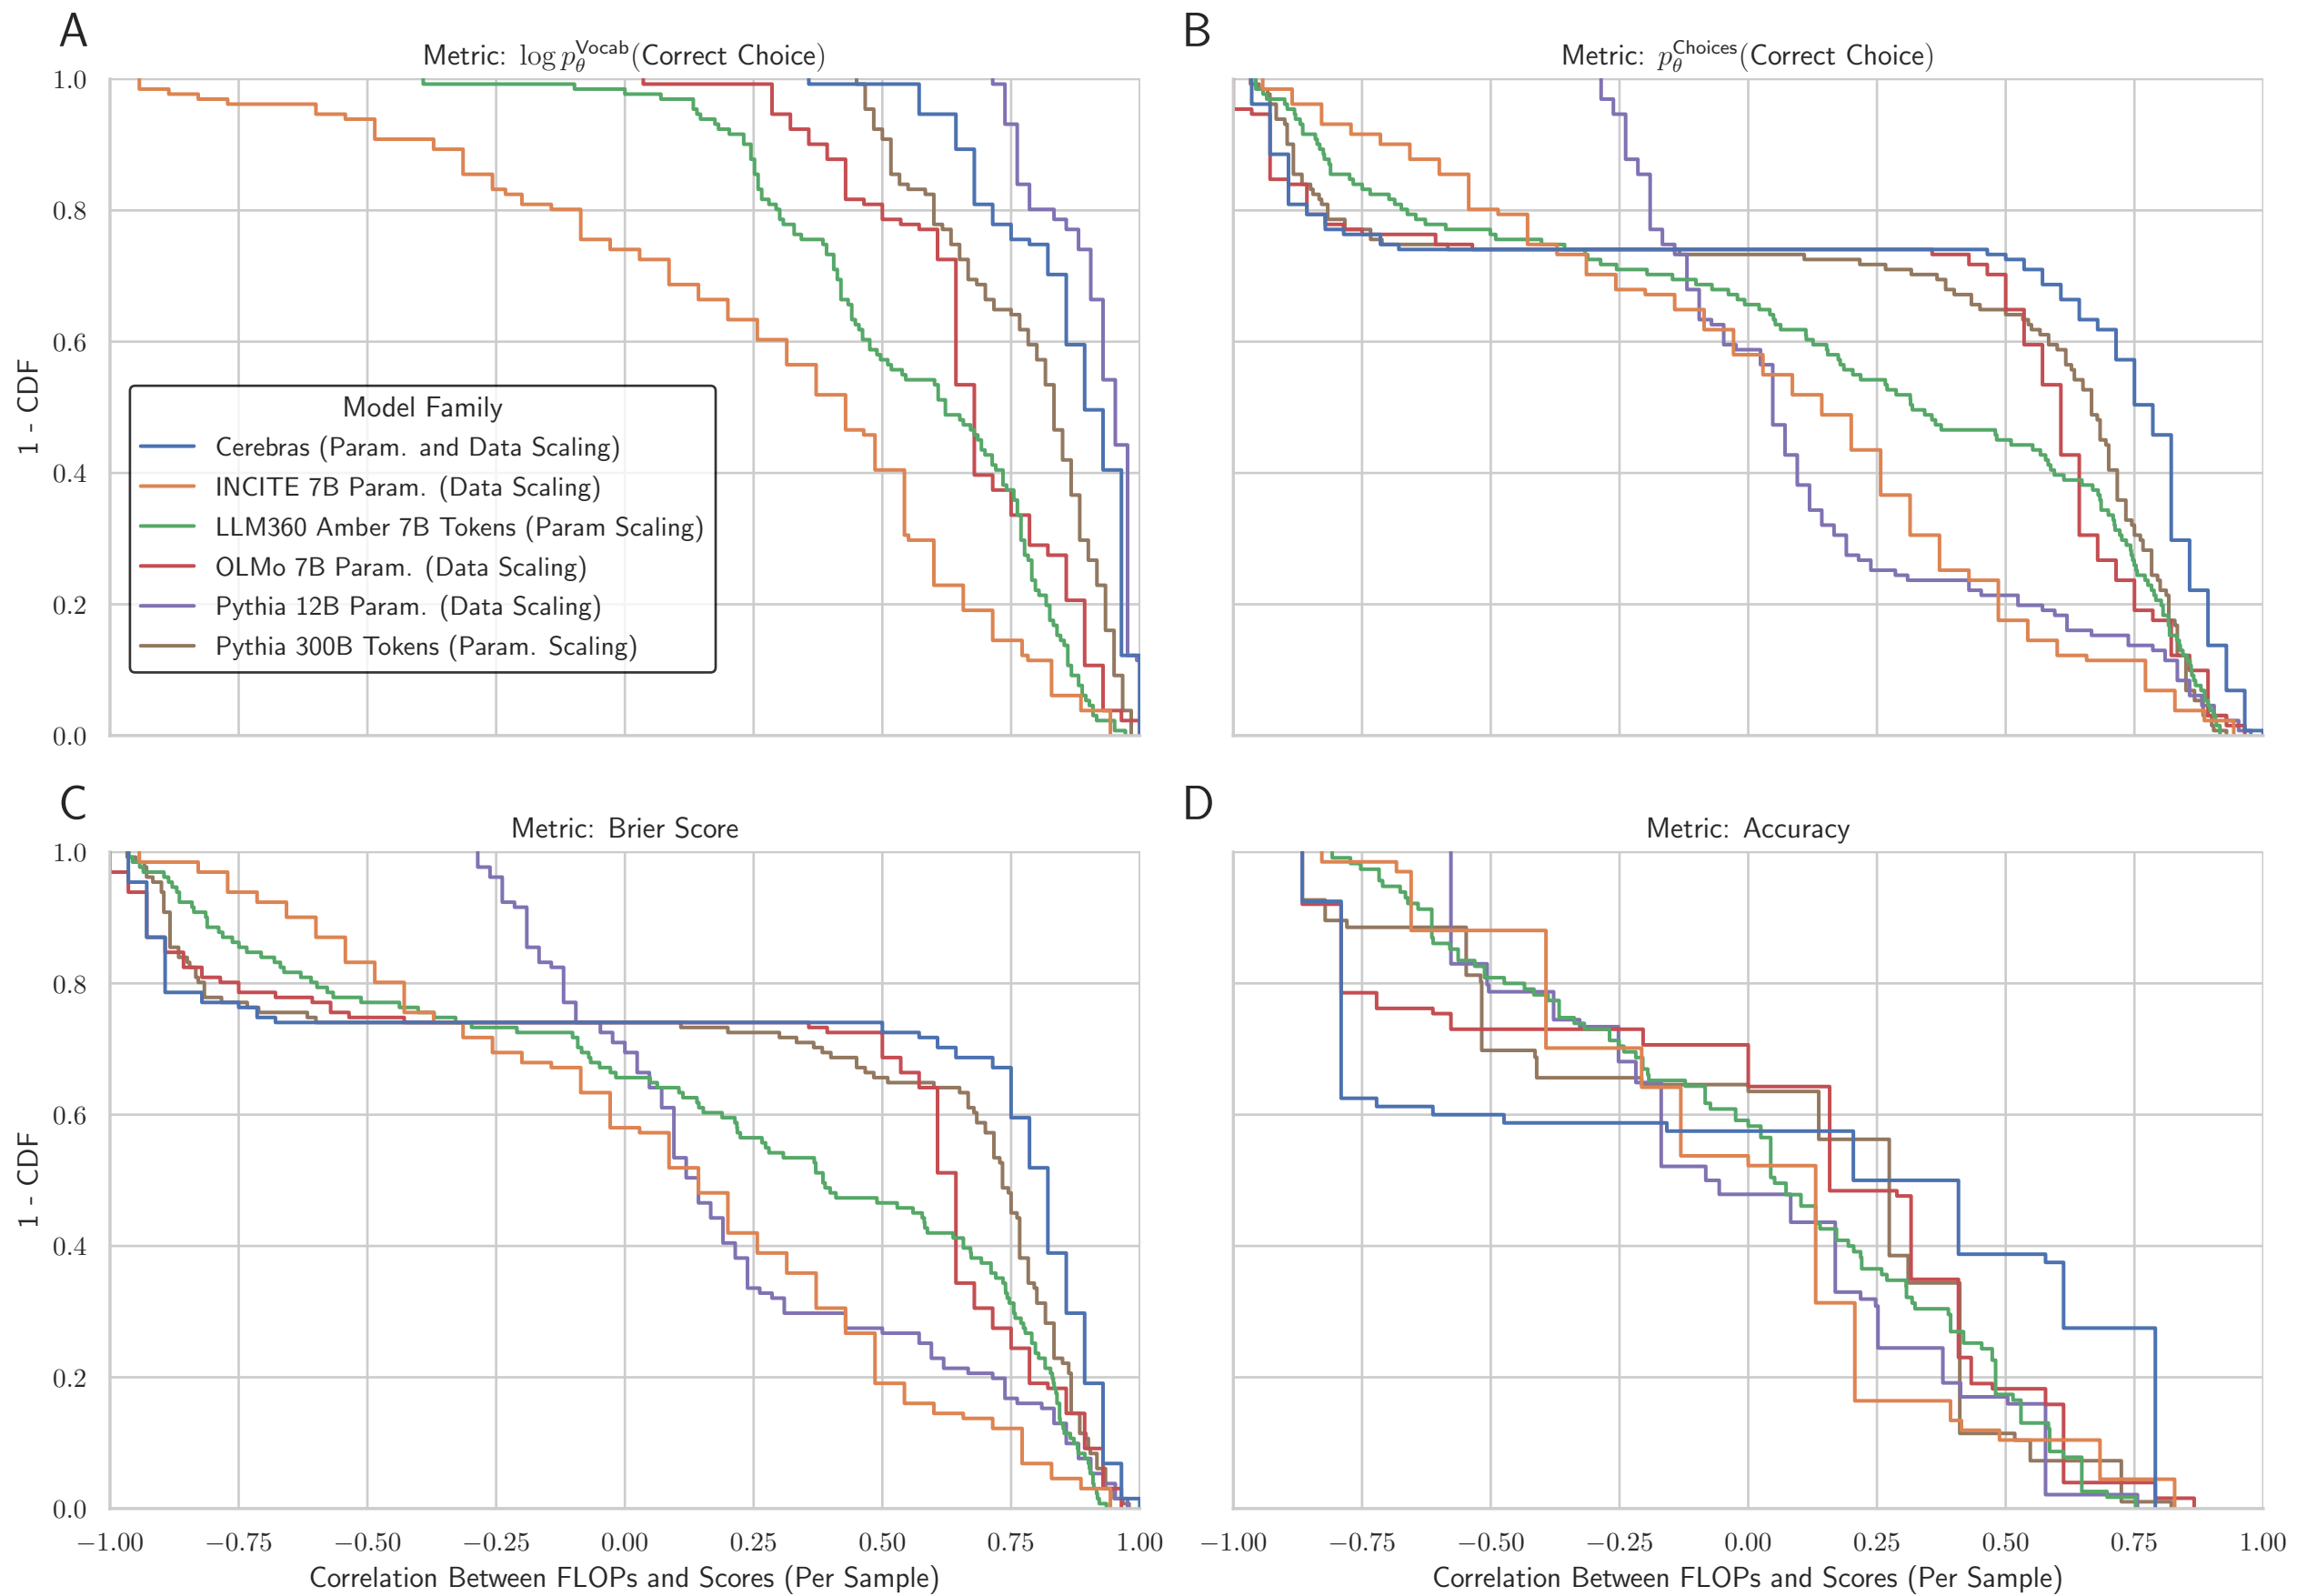 A
Metric: log p_θ^Vocab(Correct Choice)
1.0
0.8
0.6
0.4
0.2
0.0
1 - CDF
Model Family
Cerebras (Param. and Data Scaling)
INCITE 7B Param. (Data Scaling)
LLM360 Amber 7B Tokens (Param Scaling)
OLMo 7B Param. (Data Scaling)
Pythia 12B Param. (Data Scaling)
Pythia 300B Tokens (Param. Scaling)
B
Metric: p_θ^Choices(Correct Choice)
C
Metric: Brier Score
1.0
0.8
0.6
0.4
0.2
0.0
1 - CDF
−1.00 −0.75 −0.50 −0.25 0.00 0.25 0.50 0.75 1.00
Correlation Between FLOPs and Scores (Per Sample)
D
Metric: Accuracy
−1.00 −0.75 −0.50 −0.25 0.00 0.25 0.50 0.75 1.00
Correlation Between FLOPs and Scores (Per Sample)